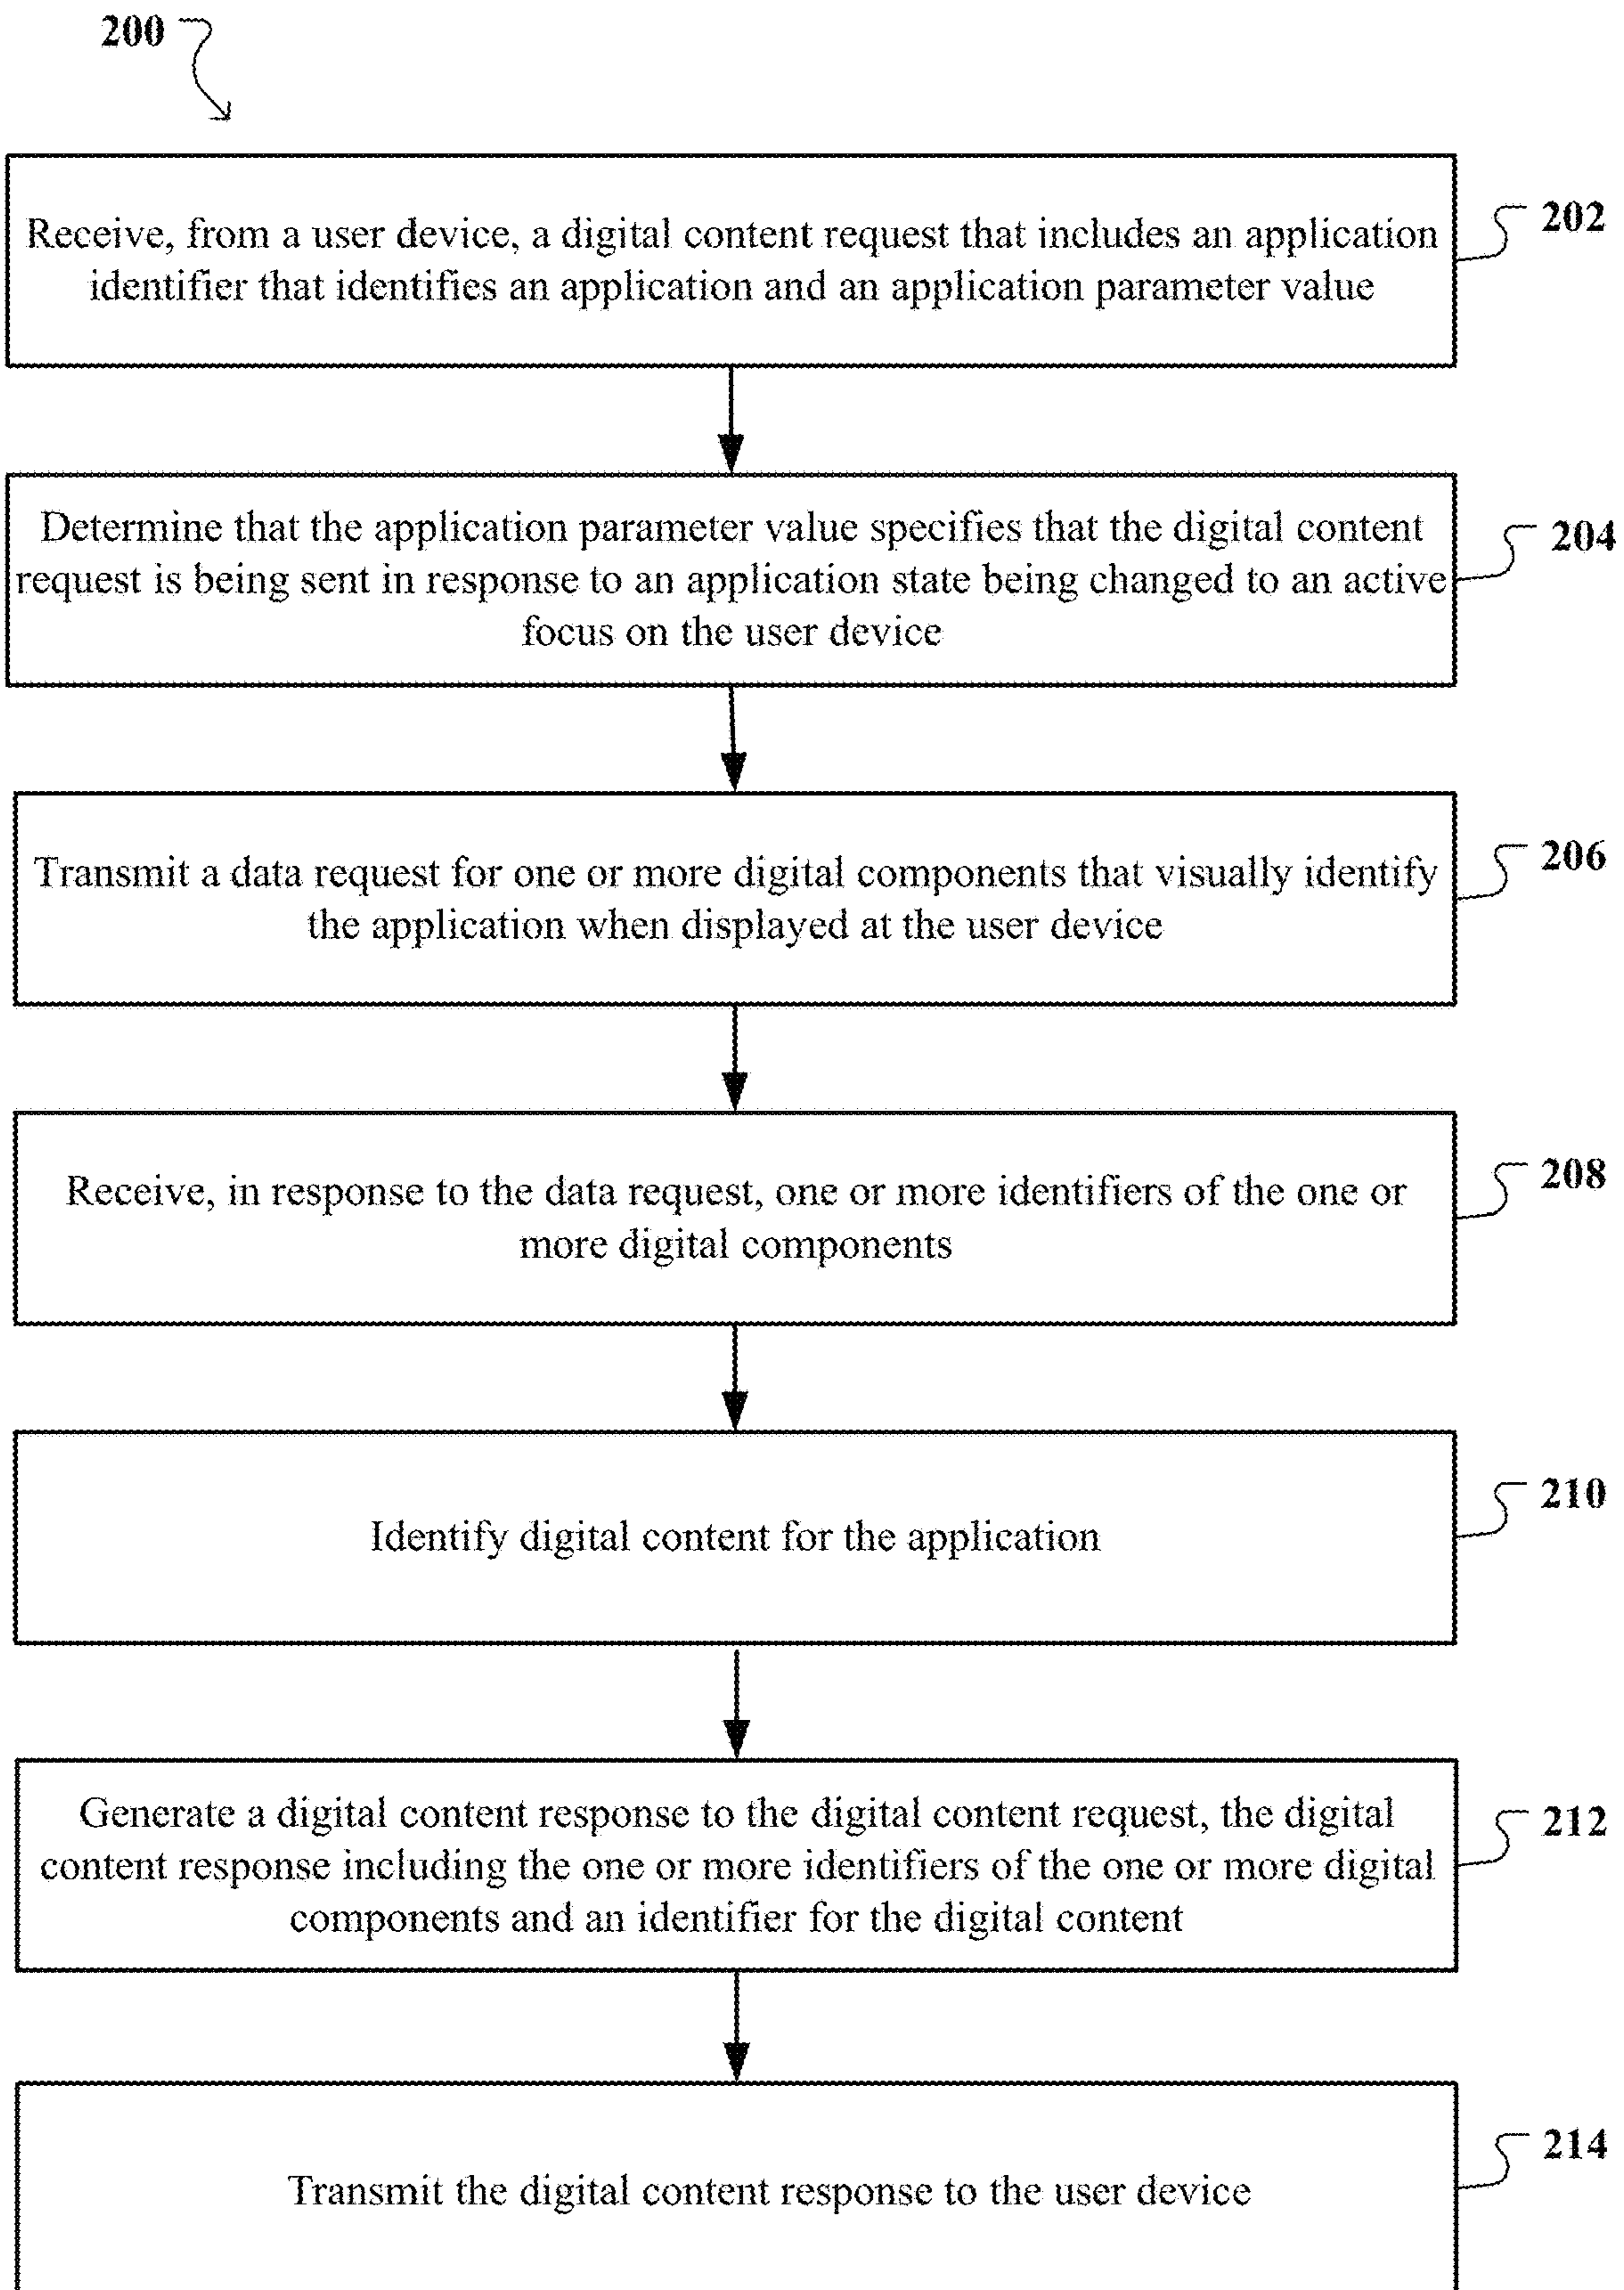 200
Receive, from a user device, a digital content request that includes an application
identifier that identifies an application and an application parameter value
202
Determine that the application parameter value specifies that the digital content
request is being sent in response to an application state being changed to an active
focus on the user device
204
Transmit a data request for one or more digital components that visually identify
the application when displayed at the user device
206
Receive, in response to the data request, one or more identifiers of the one or
more digital components
208
Identify digital content for the application
210
Generate a digital content response to the digital content request, the digital
content response including the one or more identifiers of the one or more digital
components and an identifier for the digital content
212
Transmit the digital content response to the user device
214